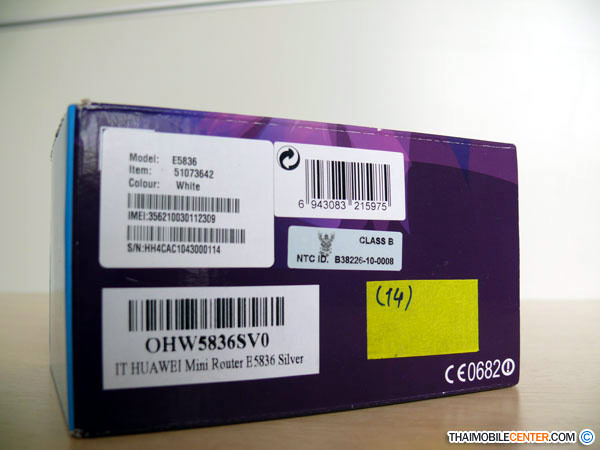 Model: E5836
Item: 51073642
Colour: White
IMEI:356210030112309
S/N:HH4CAC1043000114
6 943083 215975
CLASS B
NTC ID. B38226-10-0008
OHW5836SV0
IT HUAWEI Mini Router E5836 Silver
(14)
CE0682
THAIMOBILECENTER.COM ©